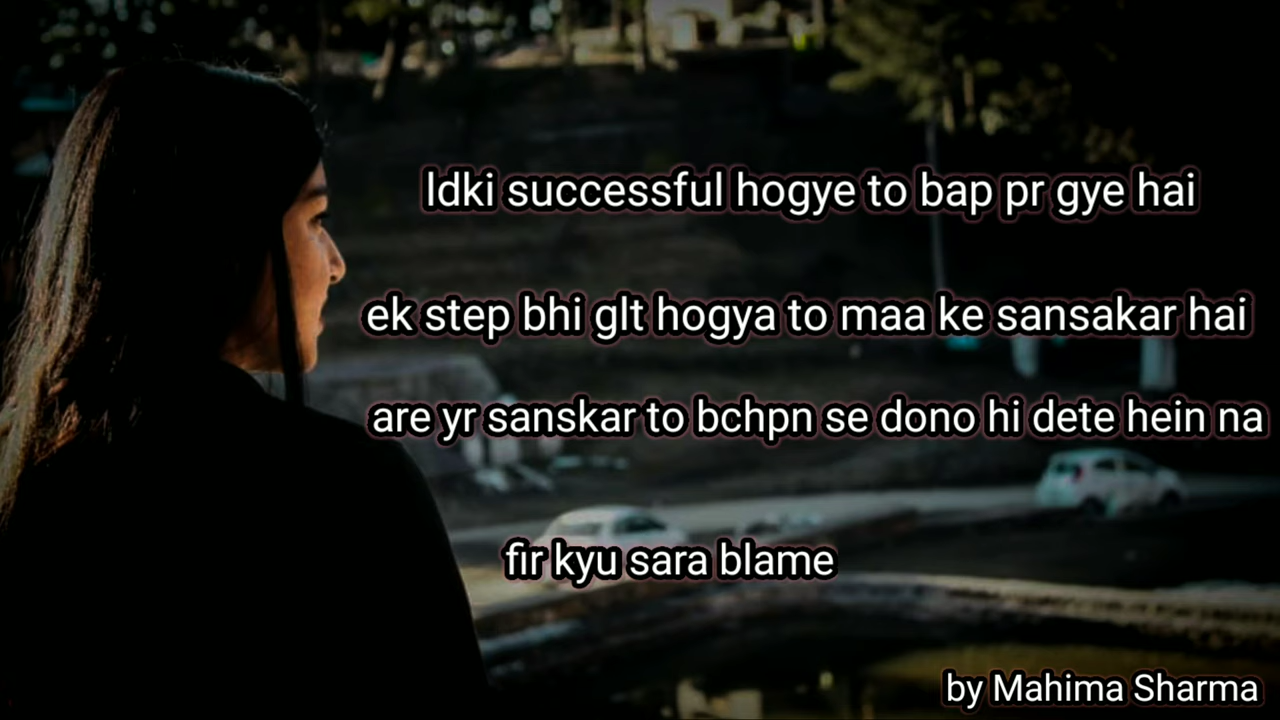 ldki successful hogye to bap pr gye hai
ek step bhi glt hogya to maa ke sansakar hai
are yr sanskar to bchpn se dono hi dete hein na
fir kyu sara blame
by Mahima Sharma